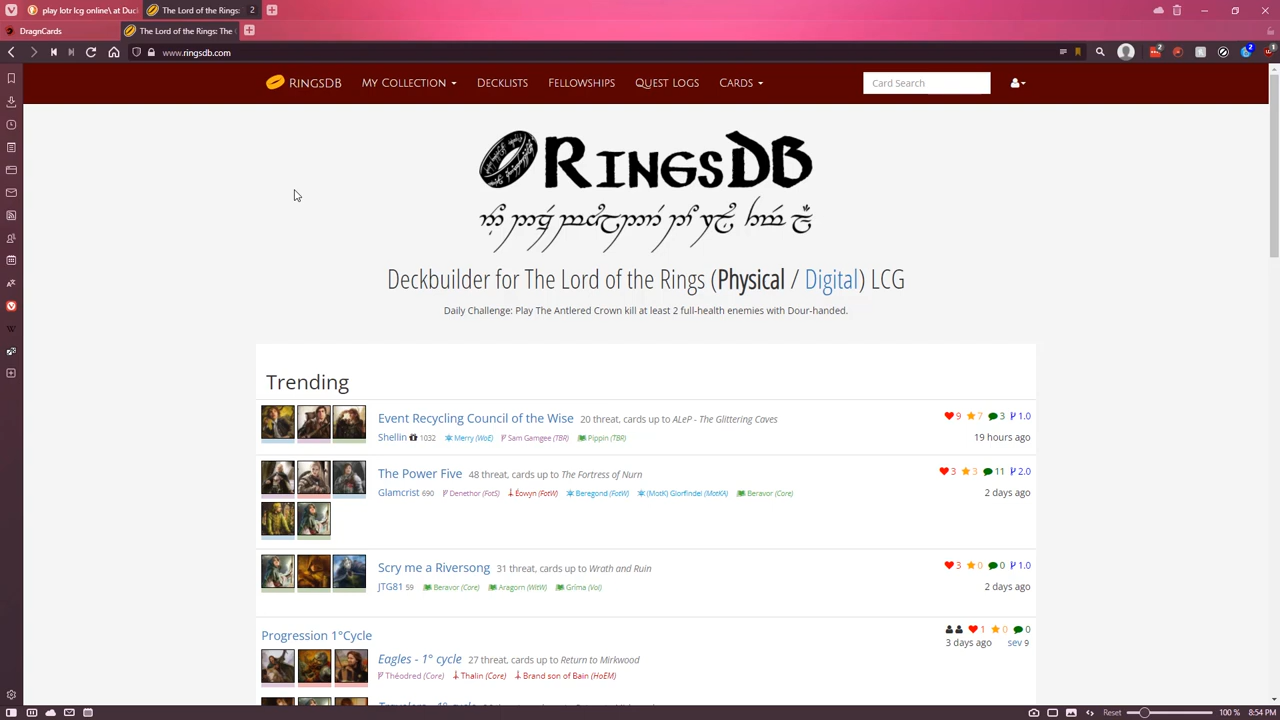 play lotr lcg online\ at Duc
The Lord of the Rings:
2
DragnCards
The Lord of the Rings: The
www.ringsdb.com
2
2
1
RingsDB
My Collection
Decklists
Fellowships
Quest Logs
Cards
Card Search
RingsDB
Deckbuilder for The Lord of the Rings (Physical / Digital) LCG
Daily Challenge: Play The Antlered Crown kill at least 2 full-health enemies with Dour-handed.
Trending
Event Recycling Council of the Wise 20 threat, cards up to ALeP - The Glittering Caves
9 7 3 1.0
Shellin 1032 Merry (WoE) Sam Gamgee (TBR) Pippin (TBR)
19 hours ago
The Power Five 48 threat, cards up to The Fortress of Nurn
3 3 11 2.0
Glamcrist 690 Denethor (FotS) Éowyn (FotW) Beregond (FotW) (MotK) Glorfindel (MotKA) Beravor (Core)
2 days ago
Scry me a Riversong 31 threat, cards up to Wrath and Ruin
3 0 0 1.0
JTG81 59 Beravor (Core) Aragorn (WitW) Gríma (VoI)
2 days ago
Progression 1°Cycle
1 0 0
3 days ago sev 9
Eagles - 1° cycle 27 threat, cards up to Return to Mirkwood
Théodred (Core) Thalin (Core) Brand son of Bain (HoEM)
Reset
100 %
8:54 PM